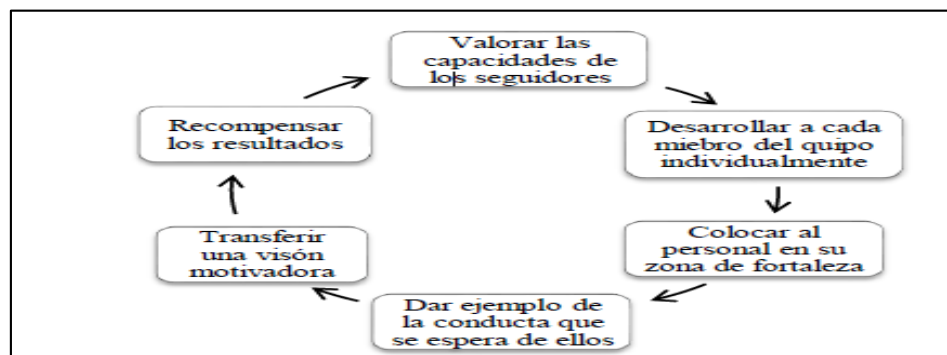 Valorar las
capacidades de
los seguidores
Desarrollar a cada
miebro del quipo
individualmente
Colocar al
personal en su
zona de fortaleza
Dar ejemplo de
la conducta que
se espera de ellos
Transferir
una visón
motivadora
Recompensar
los resultados